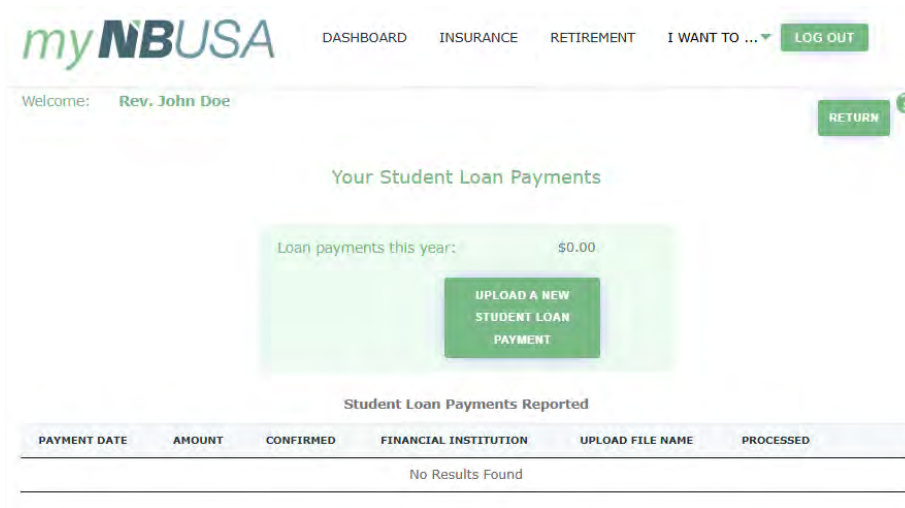 myNBUSA DASHBOARD INSURANCE RETIREMENT I WANT TO ... LOG OUT
Welcome: Rev. John Doe
RETURN
Your Student Loan Payments
Loan payments this year: $0.00
UPLOAD A NEW
STUDENT LOAN
PAYMENT
Student Loan Payments Reported
PAYMENT DATE AMOUNT CONFIRMED FINANCIAL INSTITUTION UPLOAD FILE NAME PROCESSED
No Results Found